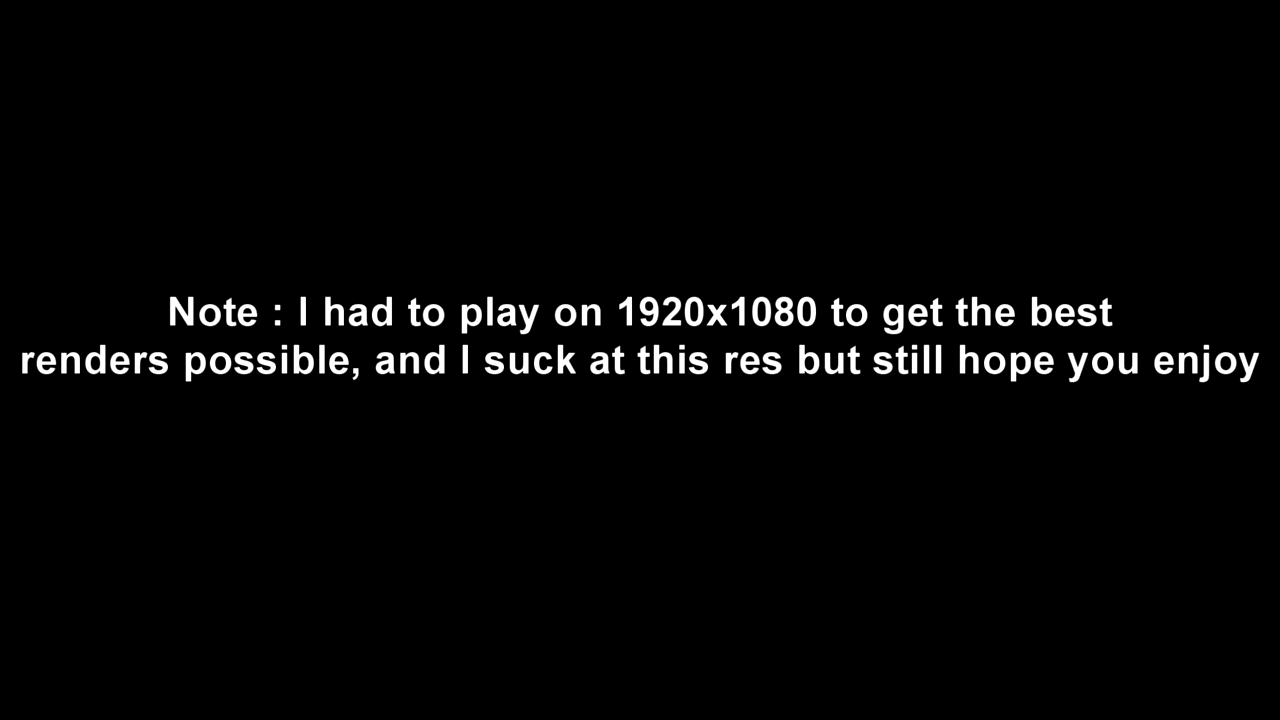 Note : I had to play on 1920x1080 to get the best
renders possible, and I suck at this res but still hope you enjoy